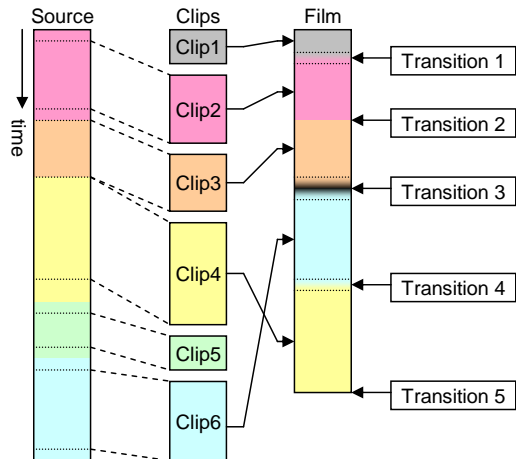 Source
Clips
Film
time
Clip1
Clip2
Clip3
Clip4
Clip5
Clip6
Transition 1
Transition 2
Transition 3
Transition 4
Transition 5